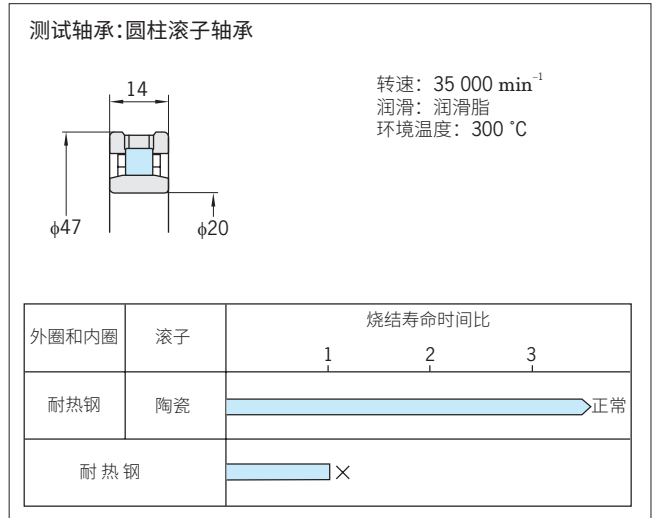 测试轴承:圆柱滚子轴承
14
转速：35 000 min⁻¹
润滑：润滑脂
环境温度：300 °C
ϕ47
ϕ20
外圈和内圈
滚子
烧结寿命时间比
1 2 3
耐热钢
陶瓷
正常
耐 热 钢
×